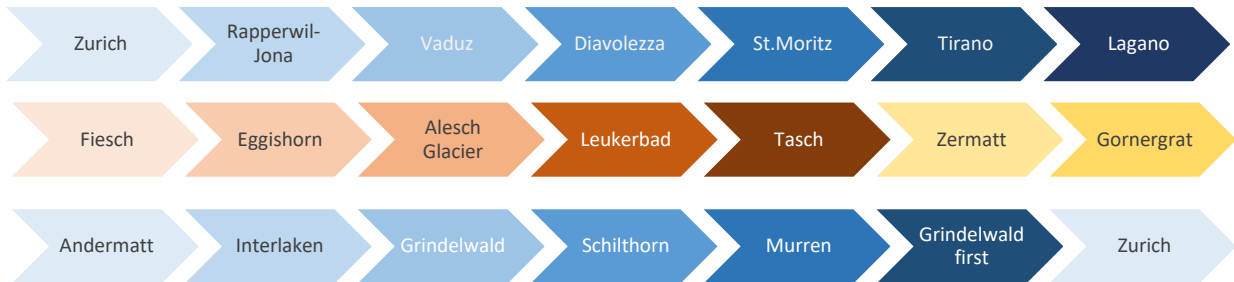 Zurich
Rapperwil-
Jona
Vaduz
Diavolezza
St.Moritz
Tirano
Lagano
Fiesch
Eggishorn
Alesch
Glacier
Leukerbad
Tasch
Zermatt
Gornergrat
Andermatt
Interlaken
Grindelwald
Schilthorn
Murren
Grindelwald
first
Zurich